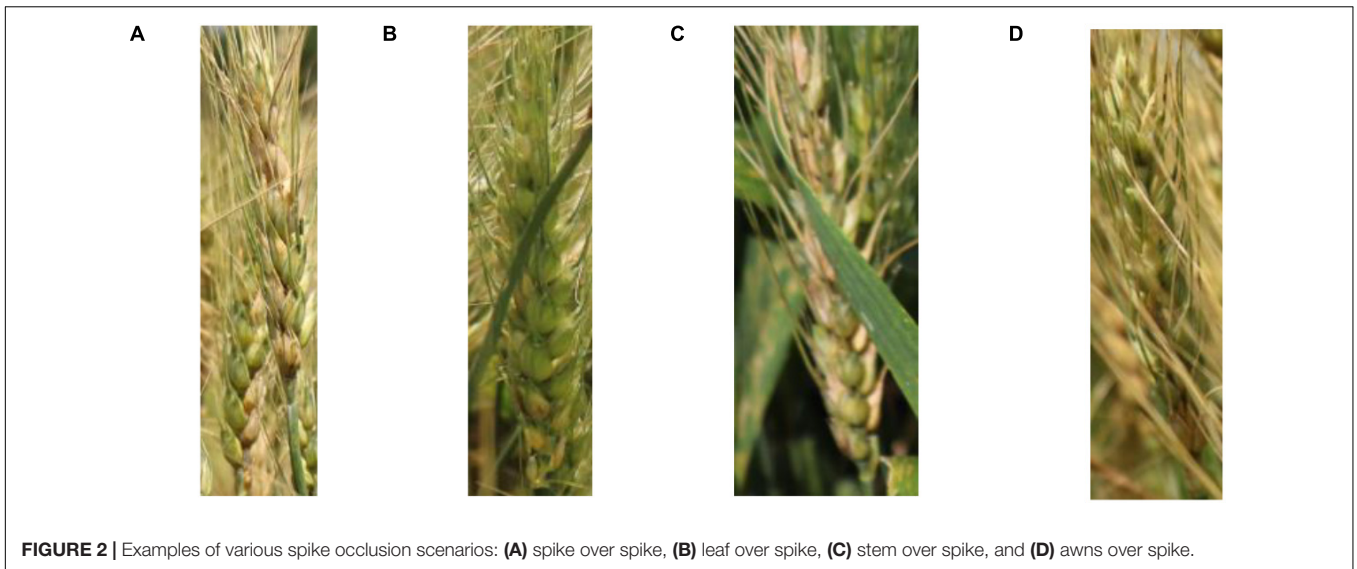 A B C D
FIGURE 2 | Examples of various spike occlusion scenarios: (A) spike over spike, (B) leaf over spike, (C) stem over spike, and (D) awns over spike.